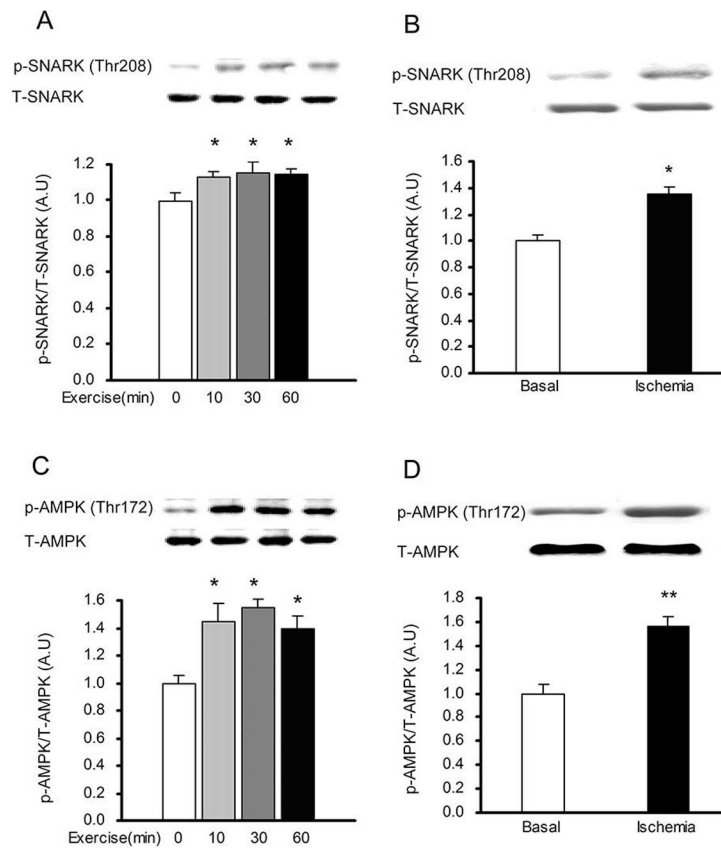 A
p-SNARK (Thr208)
T-SNARK
* * *
p-SNARK/T-SNARK (A.U)
1.2
1.0
0.8
0.6
0.4
0.2
0.0
Exercise(min) 0 10 30 60
B
p-SNARK (Thr208)
T-SNARK
*
p-SNARK/T-SNARK (A.U)
1.6
1.4
1.2
1.0
0.8
0.6
0.4
0.2
0.0
Basal Ischemia
C
p-AMPK (Thr172)
T-AMPK
* * *
p-AMPK/T-AMPK (A.U)
1.6
1.4
1.2
1.0
0.8
0.6
0.4
0.2
0.0
Exercise(min) 0 10 30 60
D
p-AMPK (Thr172)
T-AMPK
**
p-AMPK/T-AMPK (A.U)
1.8
1.6
1.4
1.2
1.0
0.8
0.6
0.4
0.2
0.0
Basal Ischemia